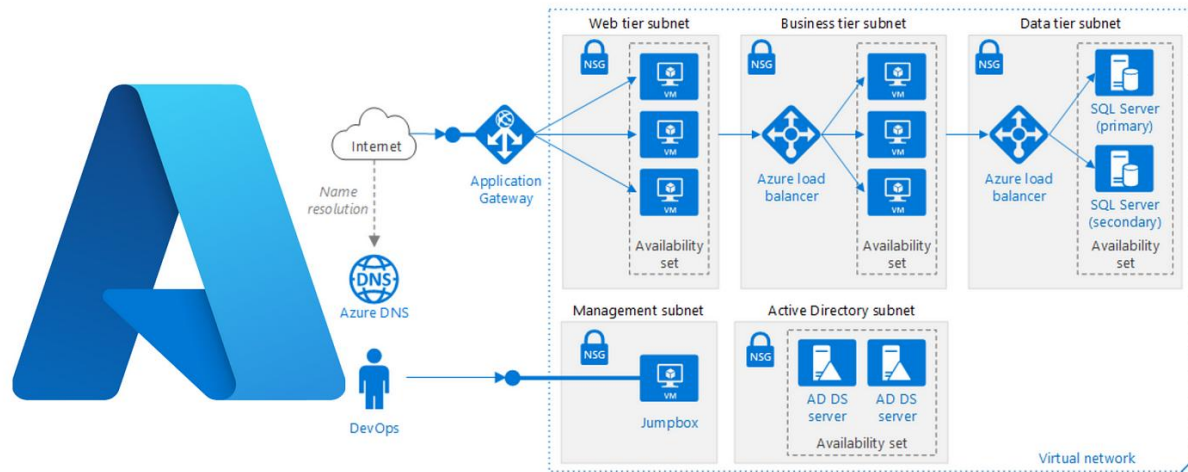 Web tier subnet
Business tier subnet
Data tier subnet
NSG
NSG
NSG
VM
VM
VM
VM
VM
VM
Internet
Name
resolution
Application
Gateway
Azure load
balancer
Azure load
balancer
SQL Server
(primary)
SQL Server
(secondary)
Availability
set
Availability
set
Availability
set
DNS
Azure DNS
Management subnet
Active Directory subnet
NSG
NSG
VM
Jumpbox
DevOps
AD DS
server
AD DS
server
Availability set
Virtual network